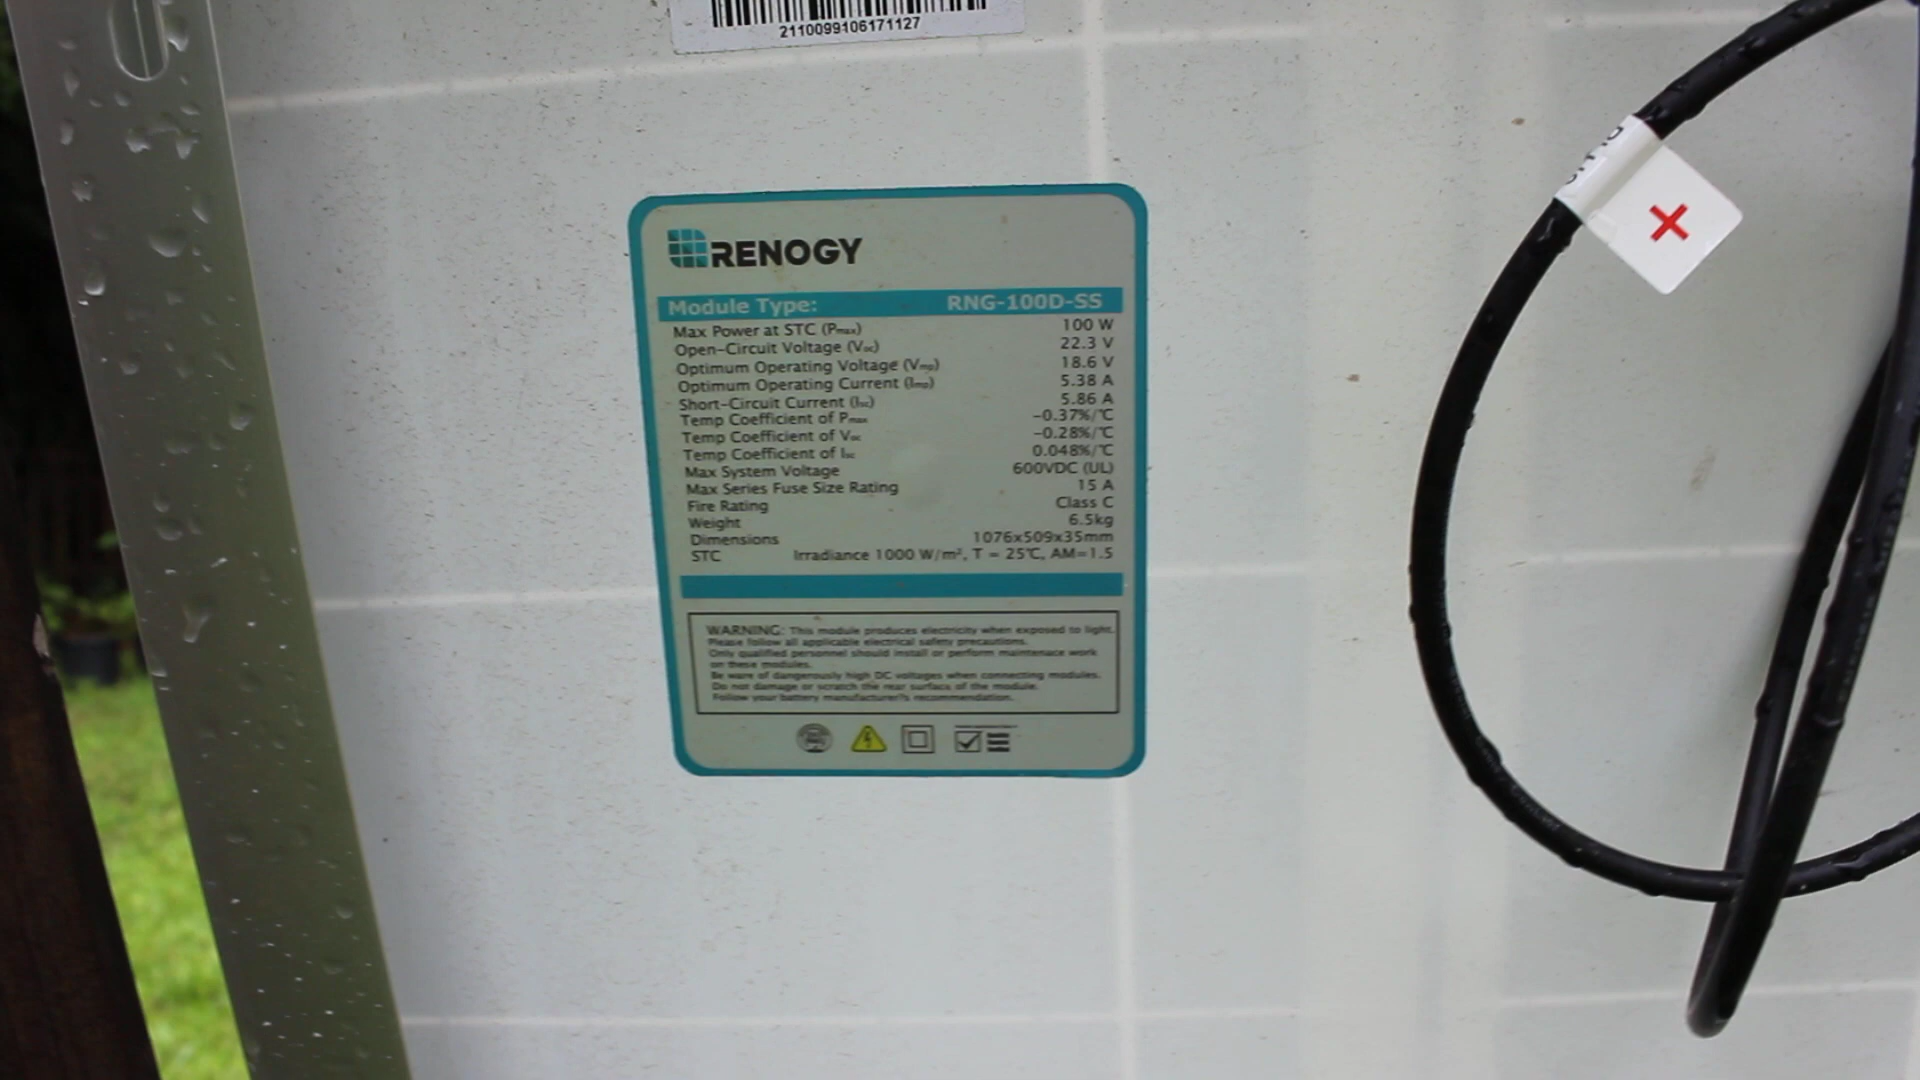 2110099106171127
RENOGY
Module Type: RNG-100D-SS
Max Power at STC (Pmax) 100 W
Open-Circuit Voltage (Voc) 22.3 V
Optimum Operating Voltage (Vmp) 18.6 V
Optimum Operating Current (Imp) 5.38 A
Short-Circuit Current (Isc) 5.86 A
Temp Coefficient of Pmax -0.37%/℃
Temp Coefficient of Voc -0.28%/℃
Temp Coefficient of Isc 0.048%/℃
Max System Voltage 600VDC (UL)
Max Series Fuse Size Rating 15 A
Fire Rating Class C
Weight 6.5kg
Dimensions 1076x509x35mm
STC Irradiance 1000 W/m², T = 25℃, AM=1.5
WARNING: This module produces electricity when exposed to light.
Please follow all applicable electrical safety precautions.
Only qualified personnel should install or perform maintenace work
on these modules.
Be ware of dangerously high DC voltages when connecting modules.
Do not damage or scratch the rear surface of the module.
Follow your battery manufacturer?s recommendation.